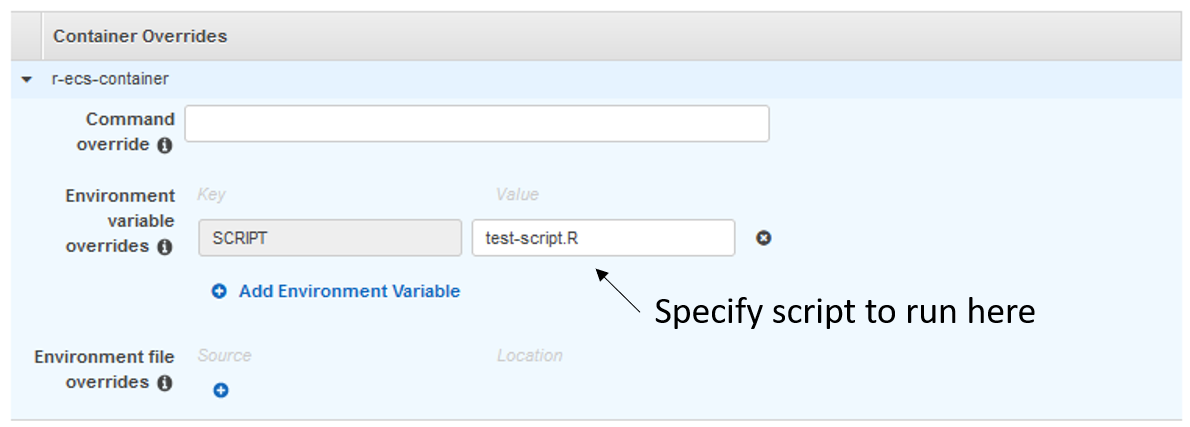 Container Overrides
r-ecs-container
Command
override
Environment
variable
overrides
Key
Value
SCRIPT
test-script.R
Add Environment Variable
Specify script to run here
Environment file
overrides
Source
Location